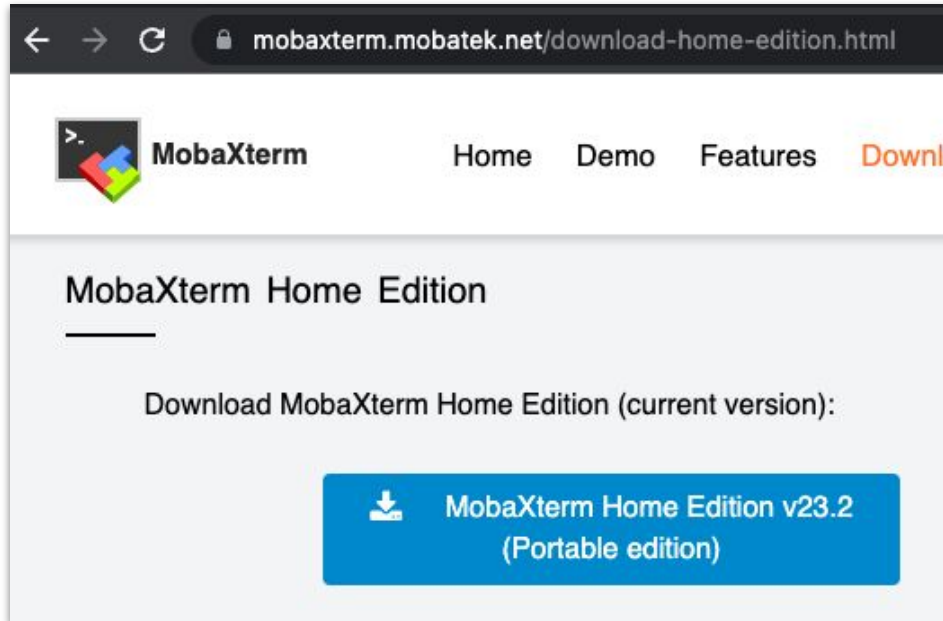 mobaxterm.mobatek.net/download-home-edition.html
>_
MobaXterm
Home Demo Features Downl
MobaXterm Home Edition
Download MobaXterm Home Edition (current version):
MobaXterm Home Edition v23.2
(Portable edition)